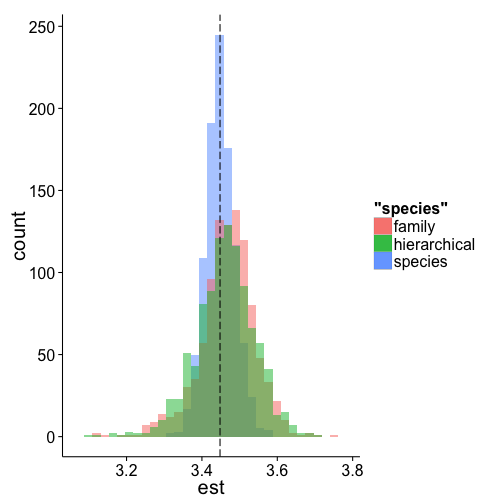 250
200
150
100
50
0
count
3.2 3.4 3.6 3.8
est
"species"
family
hierarchical
species